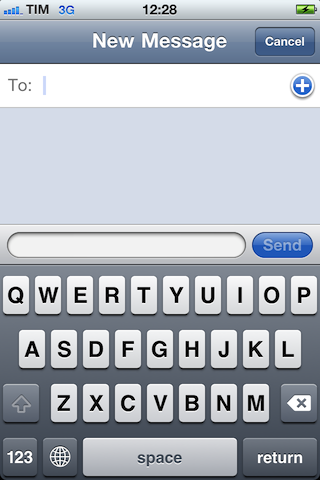 TIM 3G 12:28
New Message Cancel
To:
Send
Q W E R T Y U I O P
A S D F G H J K L
Z X C V B N M
123 space return